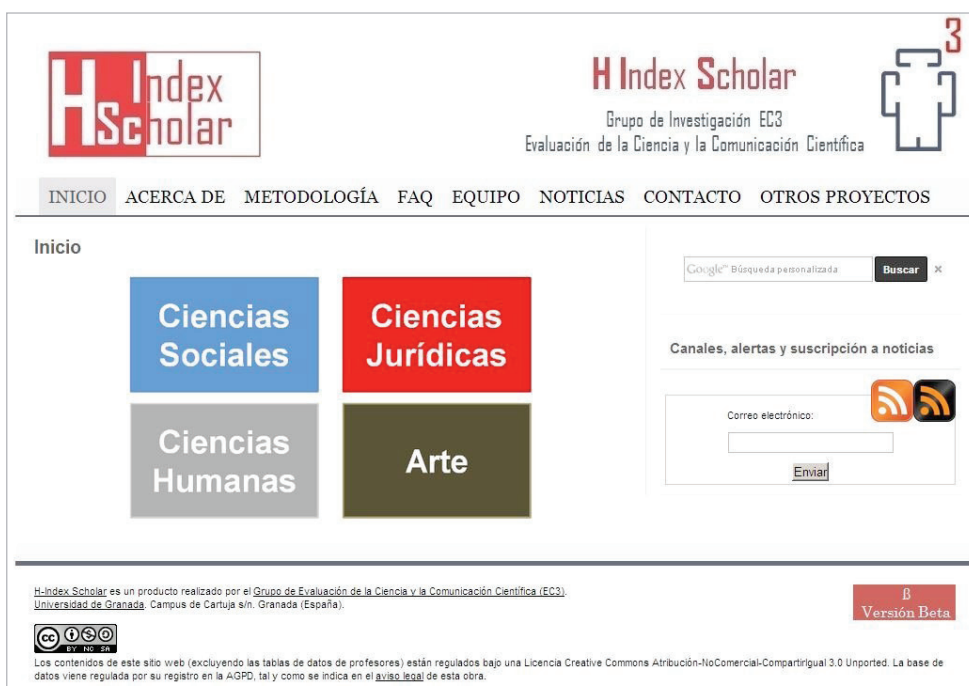 H Index Scholar
3
H Index Scholar
Grupo de Investigación EC3
Evaluación de la Ciencia y la Comunicación Científica
INICIO ACERCA DE METODOLOGÍA FAQ EQUIPO NOTICIAS CONTACTO OTROS PROYECTOS
Inicio
Google™ Búsqueda personalizada Buscar ×
Ciencias
Sociales
Ciencias
Jurídicas
Canales, alertas y suscripción a noticias
Ciencias
Humanas
Arte
Correo electrónico:
Enviar
H-Index Scholar es un producto realizado por el Grupo de Evaluación de la Ciencia y la Comunicación Científica (EC3).
Universidad de Granada. Campus de Cartuja s/n. Granada (España).
β
Versión Beta
cc BY NC SA
Los contenidos de este sitio web (excluyendo las tablas de datos de profesores) están regulados bajo una Licencia Creative Commons Atribución-NoComercial-CompartirIgual 3.0 Unported. La base de
datos viene regulada por su registro en la AGPD, tal y como se indica en el aviso legal de esta obra.